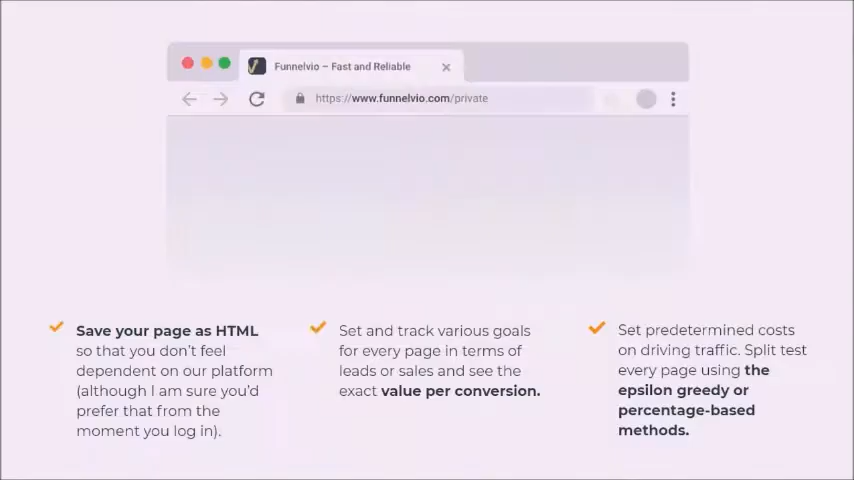 Funnelvio – Fast and Reliable
https://www.funnelvio.com/private
Save your page as HTML
so that you don't feel
dependent on our platform
(although I am sure you'd
prefer that from the
moment you log in).
Set and track various goals
for every page in terms of
leads or sales and see the
exact value per conversion.
Set predetermined costs
on driving traffic. Split test
every page using the
epsilon greedy or
percentage-based
methods.